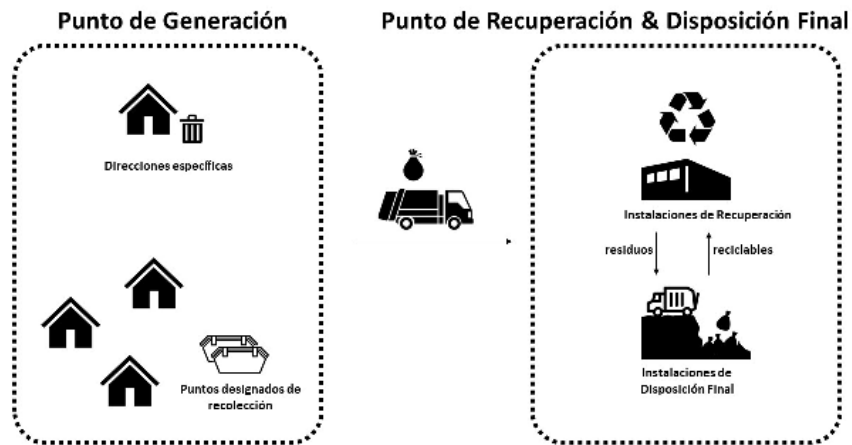 Punto de Generación
Punto de Recuperación & Disposición Final
Direcciones específicas
Puntos designados de
recolección
Instalaciones de Recuperación
residuos
reciclables
Instalaciones de
Disposición Final